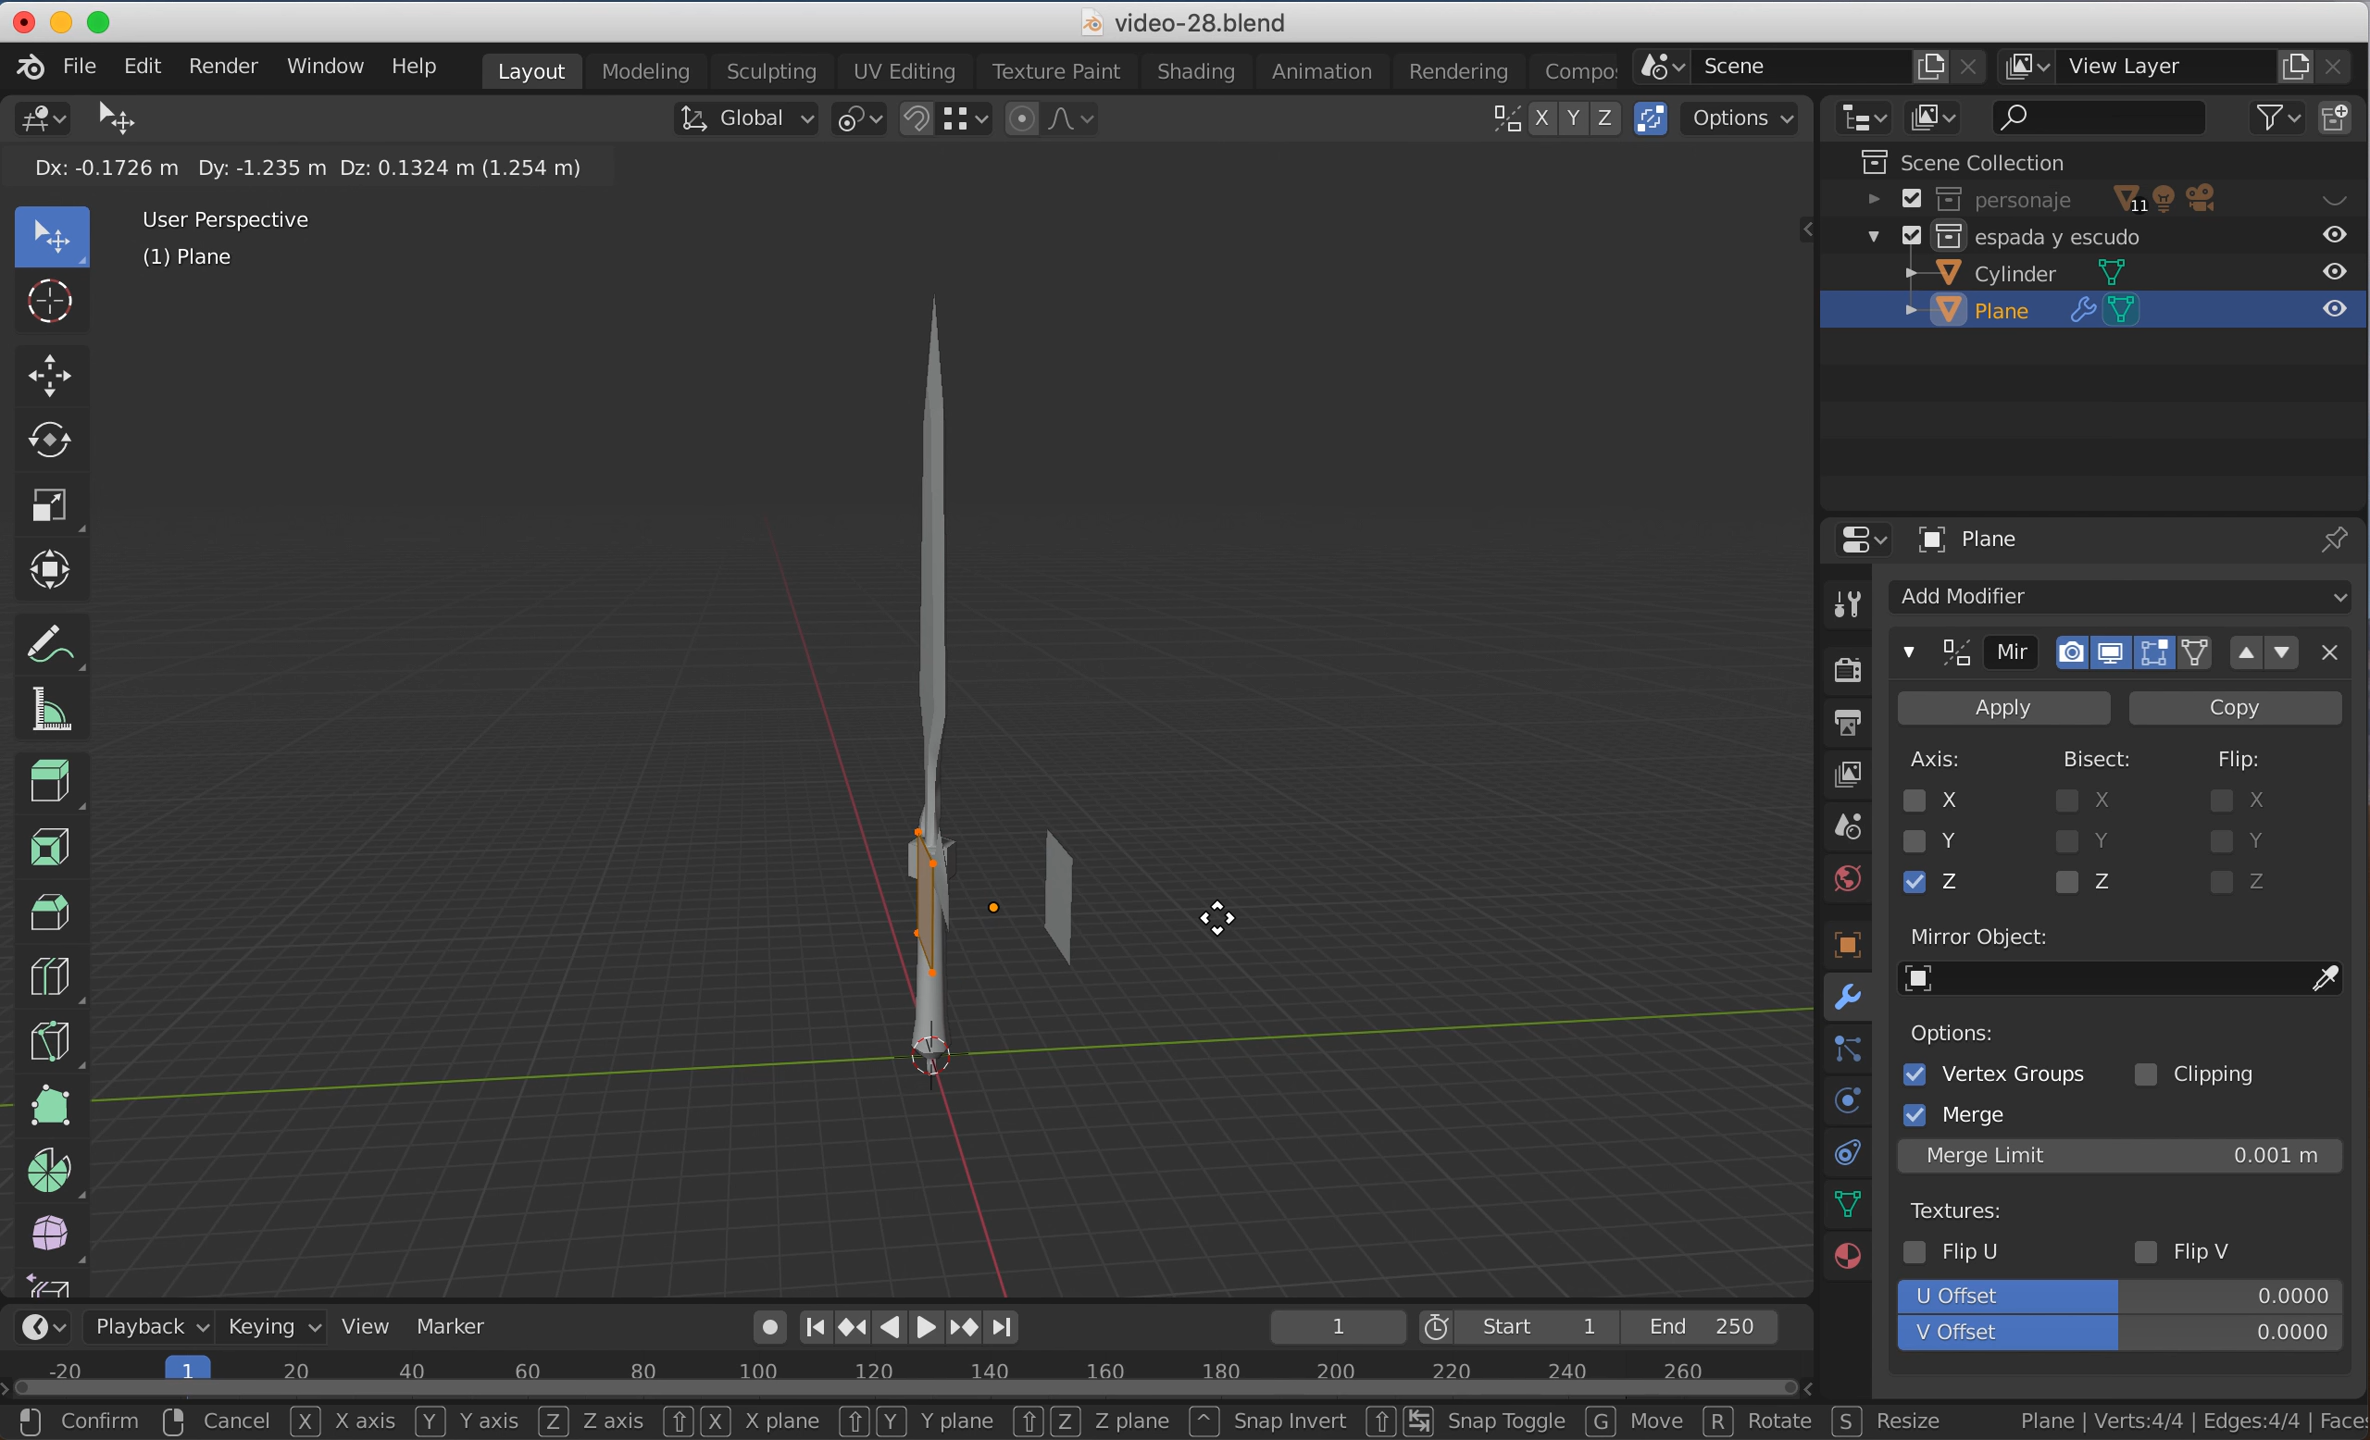 video-28.blend
File Edit Render Window Help Layout Modeling Sculpting UV Editing Texture Paint Shading Animation Rendering Compos Scene View Layer
Global X Y Z Options
Dx: -0.1726 m Dy: -1.235 m Dz: 0.1324 m (1.254 m)
User Perspective
(1) Plane
Scene Collection
personaje 11
espada y escudo
Cylinder
Plane
Plane
Add Modifier
Mir
Apply Copy
Axis: Bisect: Flip:
X X X
Y Y Y
Z Z Z
Mirror Object:
Options:
Vertex Groups Clipping
Merge
Merge Limit 0.001 m
Textures:
Flip U Flip V
U Offset 0.0000
V Offset 0.0000
Playback Keying View Marker 1 Start 1 End 250
-20 1 20 40 60 80 100 120 140 160 180 200 220 240 260
Confirm Cancel X X axis Y Y axis Z Z axis X X plane Y Y plane Z Z plane ^ Snap Invert Snap Toggle G Move R Rotate S Resize Plane | Verts:4/4 | Edges:4/4 | Faces